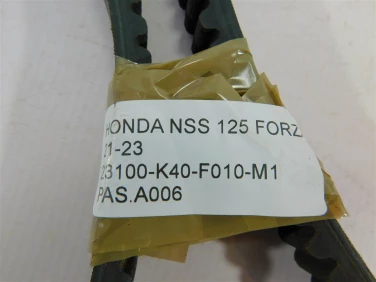 HONDA NSS 125 FORZ
21-23
23100-K40-F010-M1
PAS.A006